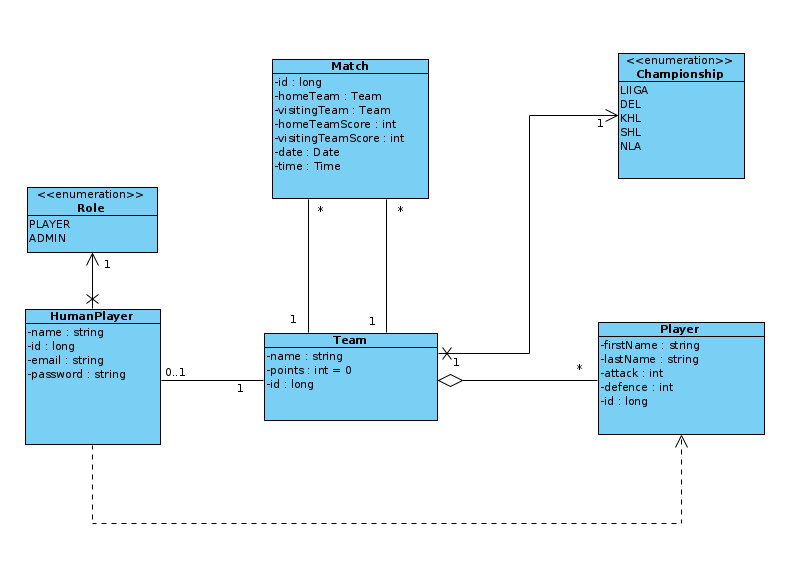 <<enumeration>>
Championship
LIIGA
DEL
KHL
SHL
NLA
1
Match
-id : long
-homeTeam : Team
-visitingTeam : Team
-homeTeamScore : int
-visitingTeamScore : int
-date : Date
-time : Time
*
*
1
1
<<enumeration>>
Role
PLAYER
ADMIN
1
HumanPlayer
-name : string
-id : long
-email : string
-password : string
0..1
1
Team
-name : string
-points : int = 0
-id : long
1
*
Player
-firstName : string
-lastName : string
-attack : int
-defence : int
-id : long